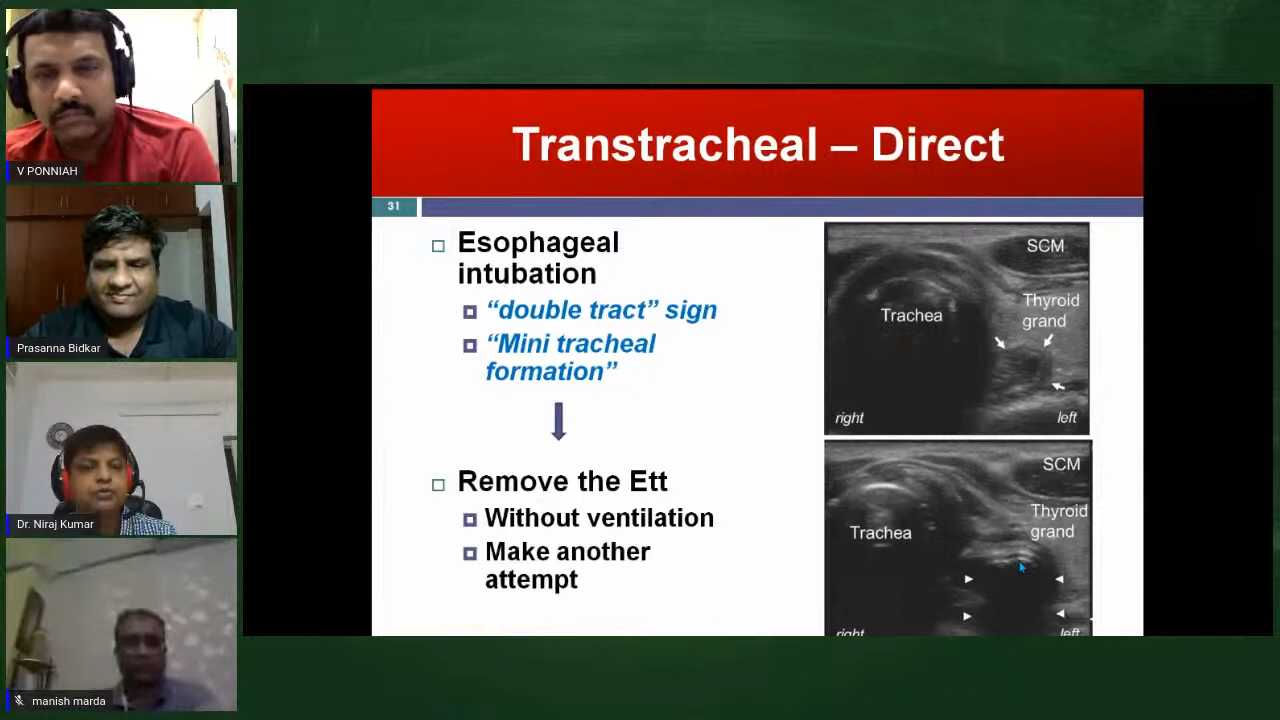 V PONNIAH
Prasanna Bidkar
Dr. Niraj Kumar
manish marda
Transtracheal – Direct
31
Esophageal
intubation
“double tract” sign
“Mini tracheal
formation”
Remove the Ett
Without ventilation
Make another
attempt
SCM
Thyroid
grand
Trachea
right
left
SCM
Thyroid
grand
Trachea
right
left